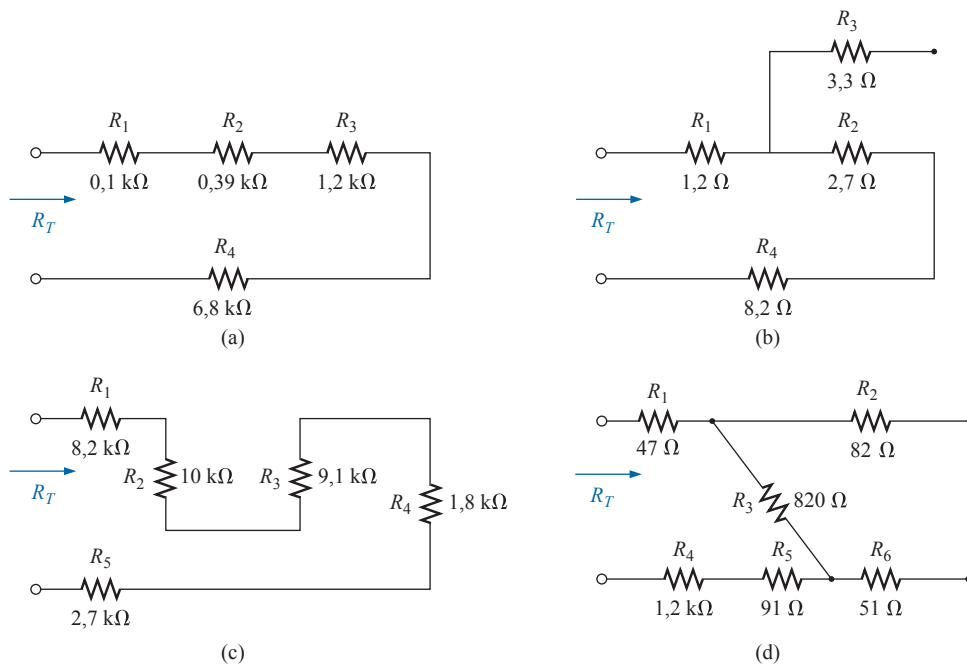 R1
0,1 kΩ
R2
0,39 kΩ
R3
1,2 kΩ
RT
R4
6,8 kΩ
(a)
R3
3,3 Ω
R1
1,2 Ω
R2
2,7 Ω
RT
R4
8,2 Ω
(b)
R1
8,2 kΩ
RT
R2 10 kΩ
R3 9,1 kΩ
R4 1,8 kΩ
R5
2,7 kΩ
(c)
R1
47 Ω
R2
82 Ω
RT
R3 820 Ω
R4
1,2 kΩ
R5
91 Ω
R6
51 Ω
(d)